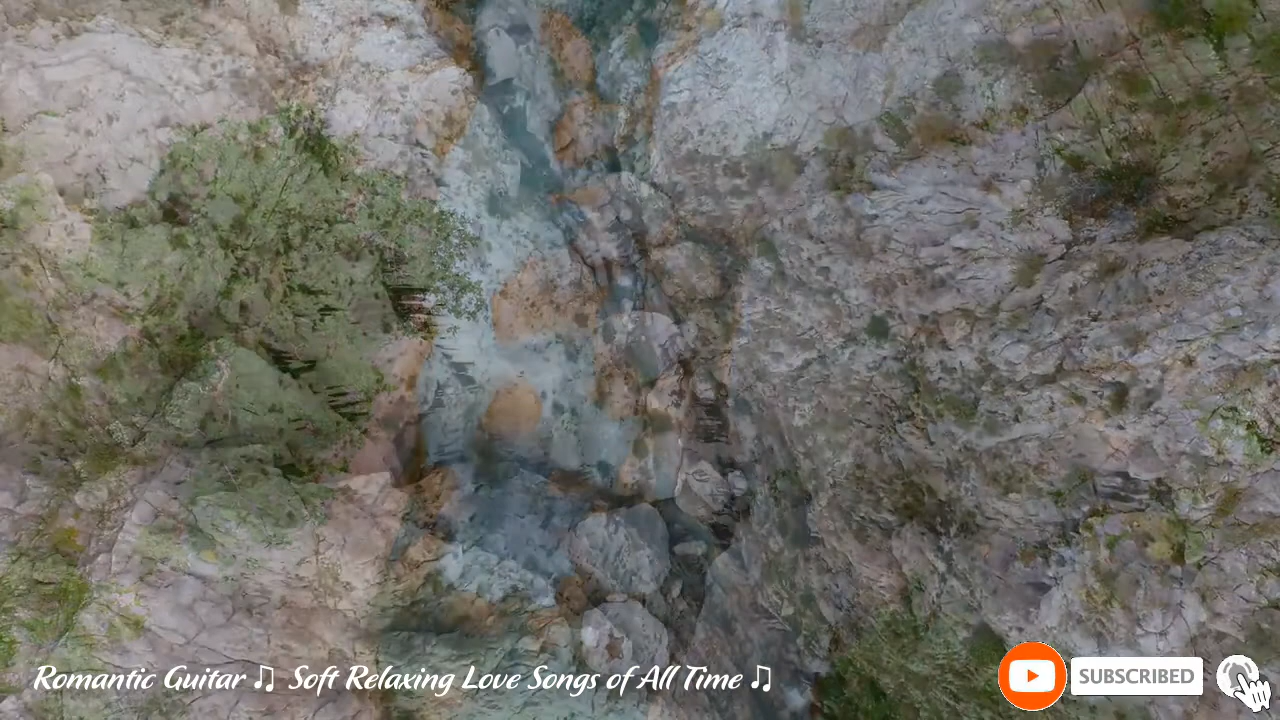 Romantic Guitar ♫ Soft Relaxing Love Songs of All Time ♫
SUBSCRIBED